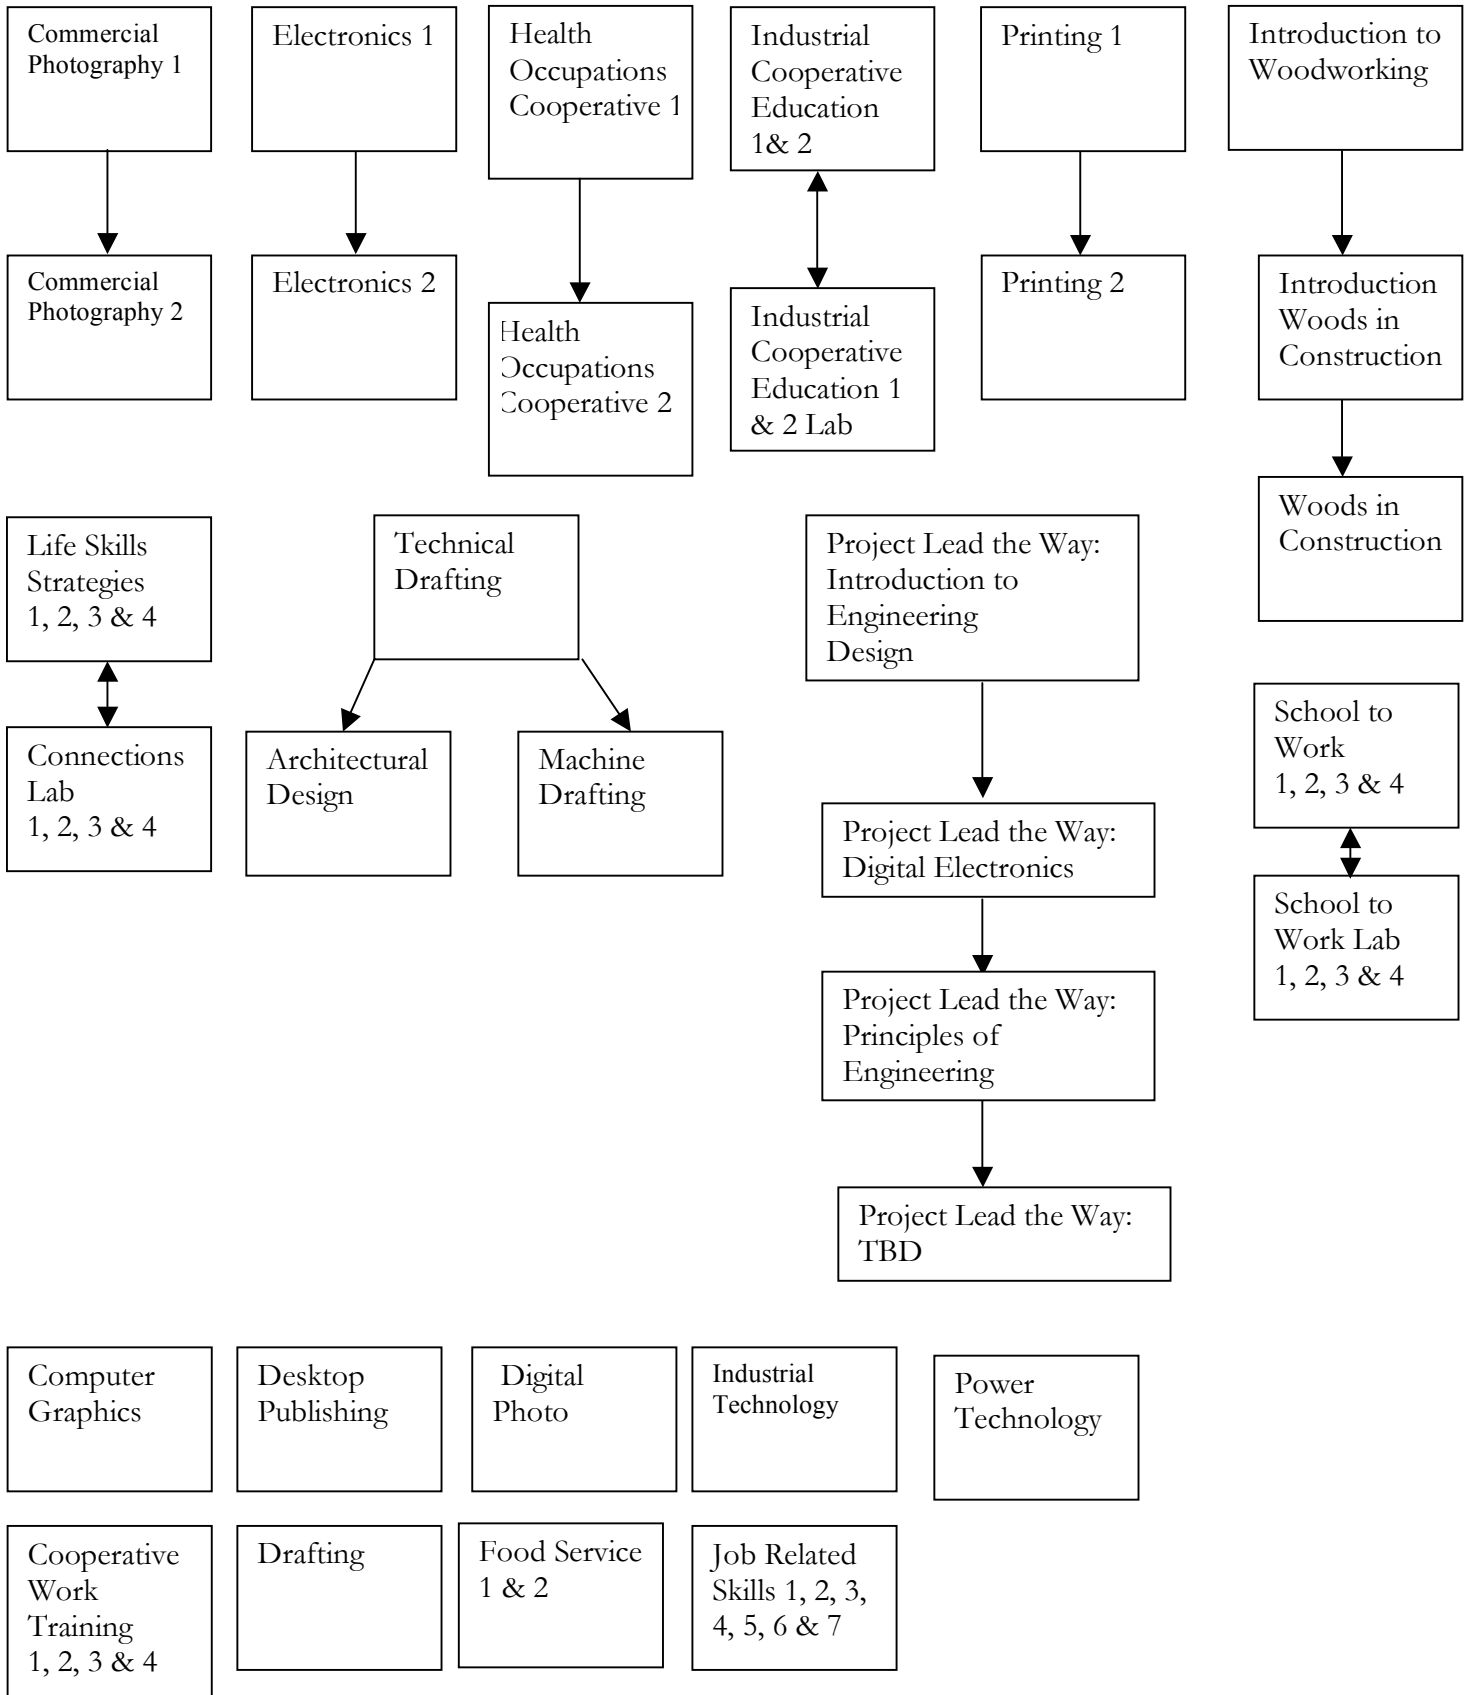 Commercial
Photography 1
Electronics 1
Health
Occupations
Cooperative 1
Industrial
Cooperative
Education
1& 2
Printing 1
Introduction to
Woodworking
Commercial
Photography 2
Electronics 2
Health
Occupations
Cooperative 2
Industrial
Cooperative
Education 1
& 2 Lab
Printing 2
Introduction
Woods in
Construction
Woods in
Construction
Life Skills
Strategies
1, 2, 3 & 4
Technical
Drafting
Project Lead the Way:
Introduction to
Engineering
Design
School to
Work
1, 2, 3 & 4
Connections
Lab
1, 2, 3 & 4
Architectural
Design
Machine
Drafting
Project Lead the Way:
Digital Electronics
School to
Work Lab
1, 2, 3 & 4
Project Lead the Way:
Principles of
Engineering
Project Lead the Way:
TBD
Computer
Graphics
Desktop
Publishing
Digital
Photo
Industrial
Technology
Power
Technology
Cooperative
Work
Training
1, 2, 3 & 4
Drafting
Food Service
1 & 2
Job Related
Skills 1, 2, 3,
4, 5, 6 & 7